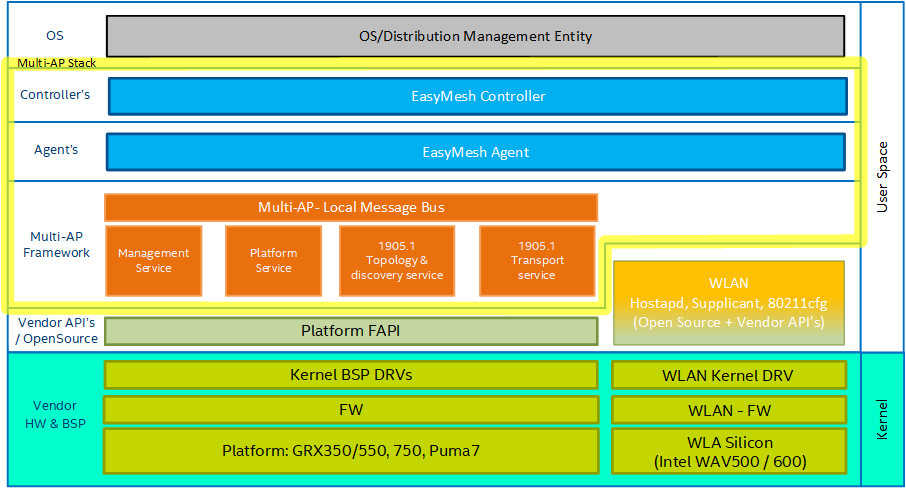 OS
OS/Distribution Management Entity
Multi-AP Stack
Controller's
EasyMesh Controller
Agent's
EasyMesh Agent
User Space
Multi-AP
Framework
Multi-AP- Local Message Bus
Management
Service
Platform
Service
1905.1
Topology &
discovery service
1905.1
Transport
service
WLAN
Hostapd, Supplicant, 80211cfg
(Open Source + Vendor API's)
Vendor API's
/ OpenSource
Platform FAPI
Vendor
HW & BSP
Kernel BSP DRVs
WLAN Kernel DRV
FW
WLAN - FW
Platform: GRX350/550, 750, Puma7
WLA Silicon
(Intel WAV500 / 600)
Kernel